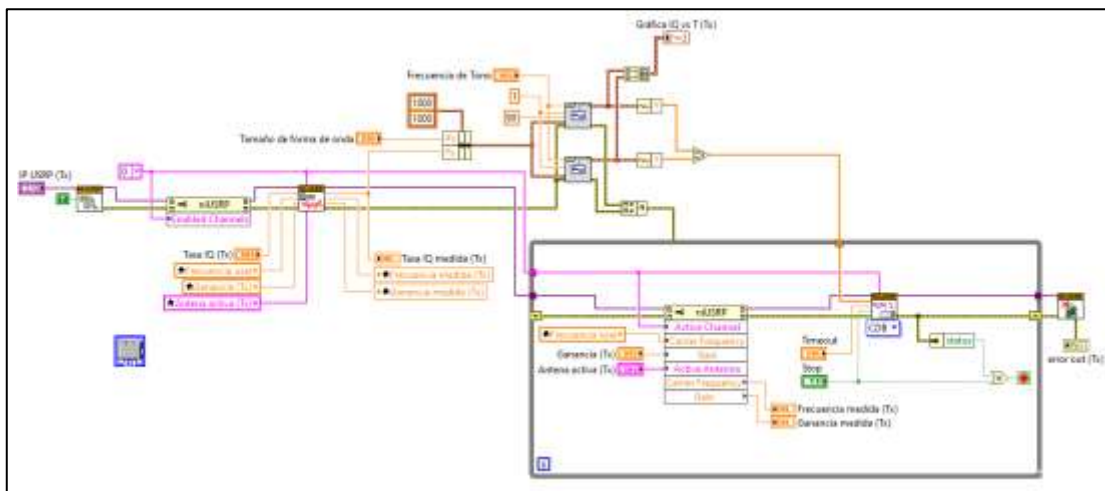 Gráfica IQ vs T (Tx)
Frecuencia de Tono
1
90
1000
1000
Tamaño de forma de onda
0
IP USRP (Tx)
niUSRP
Enabled Channels
Tasa IQ (Tx)
Ganancia (Tx)
Antena activa (Tx)
Tasa IQ medida (Tx)
Frecuencia medida (Tx)
Ganancia medida (Tx)
niUSRP
Active Channel
Carrier Frequency
Gain
Active Antenna
Carrier Frequency
Gain
Ganancia (Tx)
Antena activa (Tx)
Timeout
Stop
CDB
status
error out (Tx)
Frecuencia medida (Tx)
Ganancia medida (Tx)
i